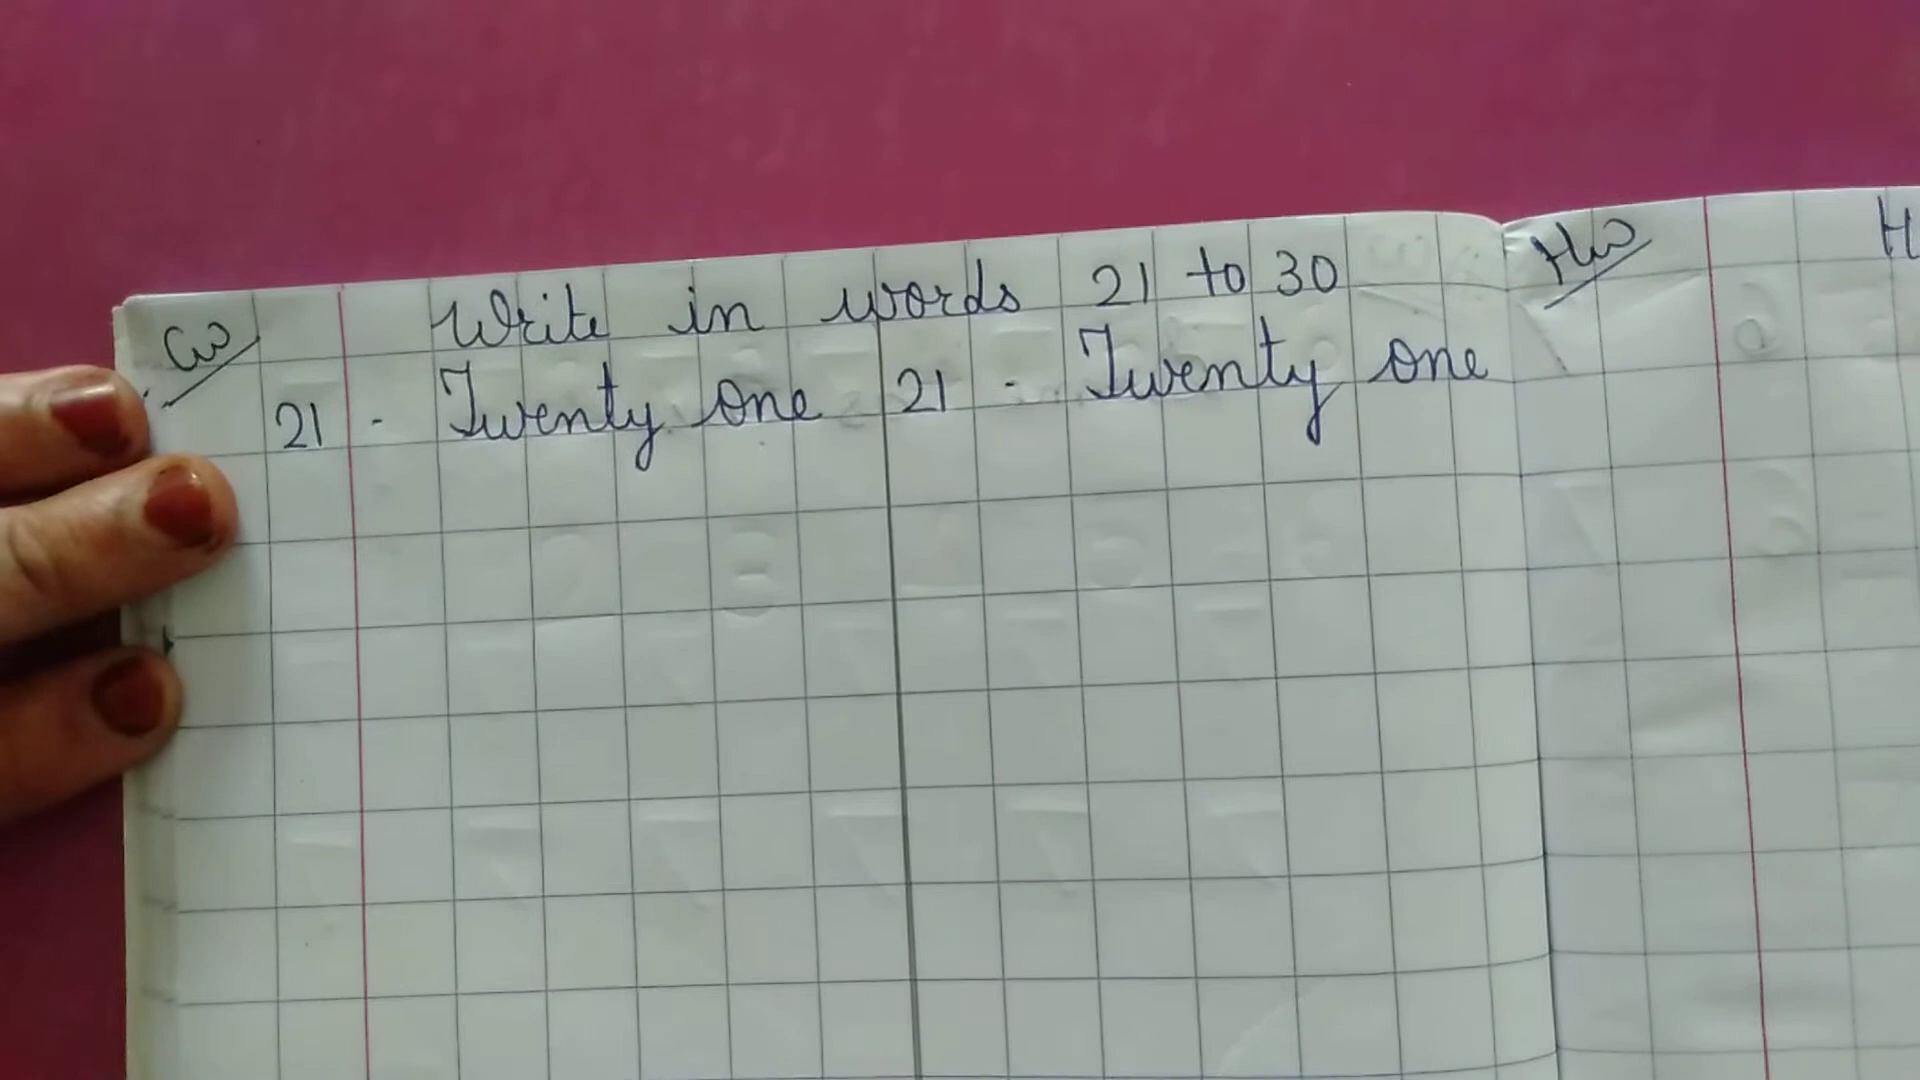 CW
Write in words 21 to 30
21 - Twenty one 21 - Twenty one
HW
H